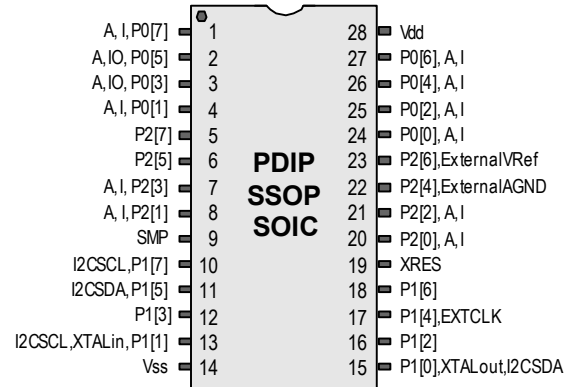 A, I, P0[7] 1 28 Vdd
A, IO, P0[5] 2 27 P0[6], A, I
A, IO, P0[3] 3 26 P0[4], A, I
A, I, P0[1] 4 25 P0[2], A, I
P2[7] 5 24 P0[0], A, I
P2[5] 6 PDIP 23 P2[6], ExternalVRef
A, I, P2[3] 7 SSOP 22 P2[4], ExternalAGND
A, I, P2[1] 8 SOIC 21 P2[2], A, I
SMP 9 20 P2[0], A, I
I2CSCL, P1[7] 10 19 XRES
I2CSDA, P1[5] 11 18 P1[6]
P1[3] 12 17 P1[4], EXTCLK
I2CSCL, XTALin, P1[1] 13 16 P1[2]
Vss 14 15 P1[0], XTALout, I2CSDA